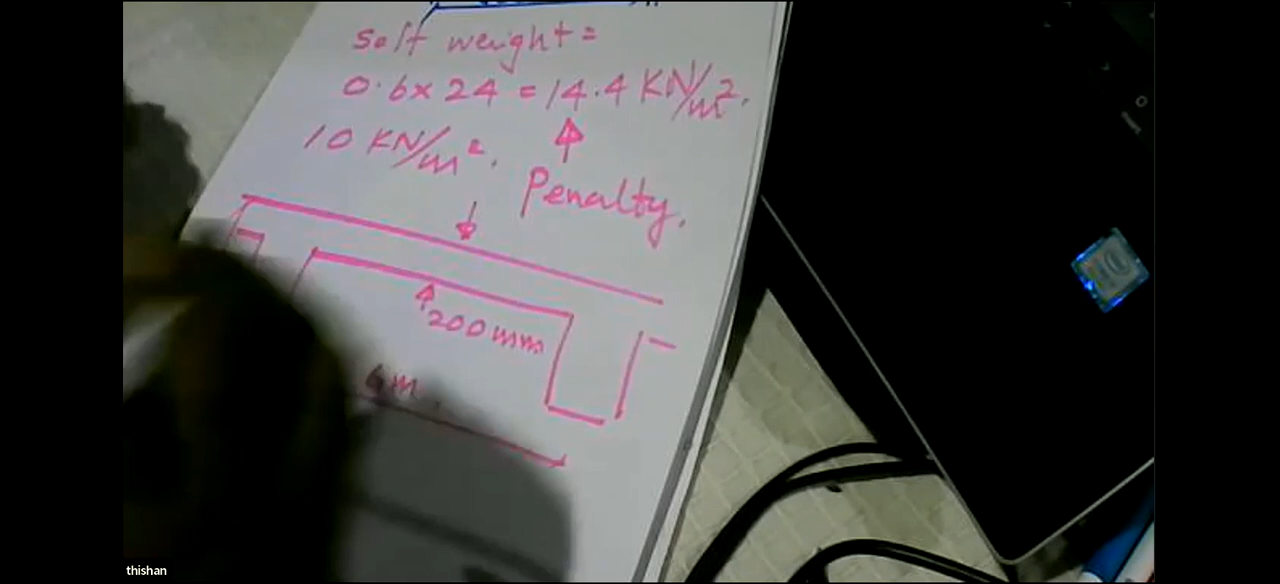 self weight =
0.6 x 24 = 14.4 KN/m².
10 KN/m².
Penalty.
200 mm
6m.
thishan